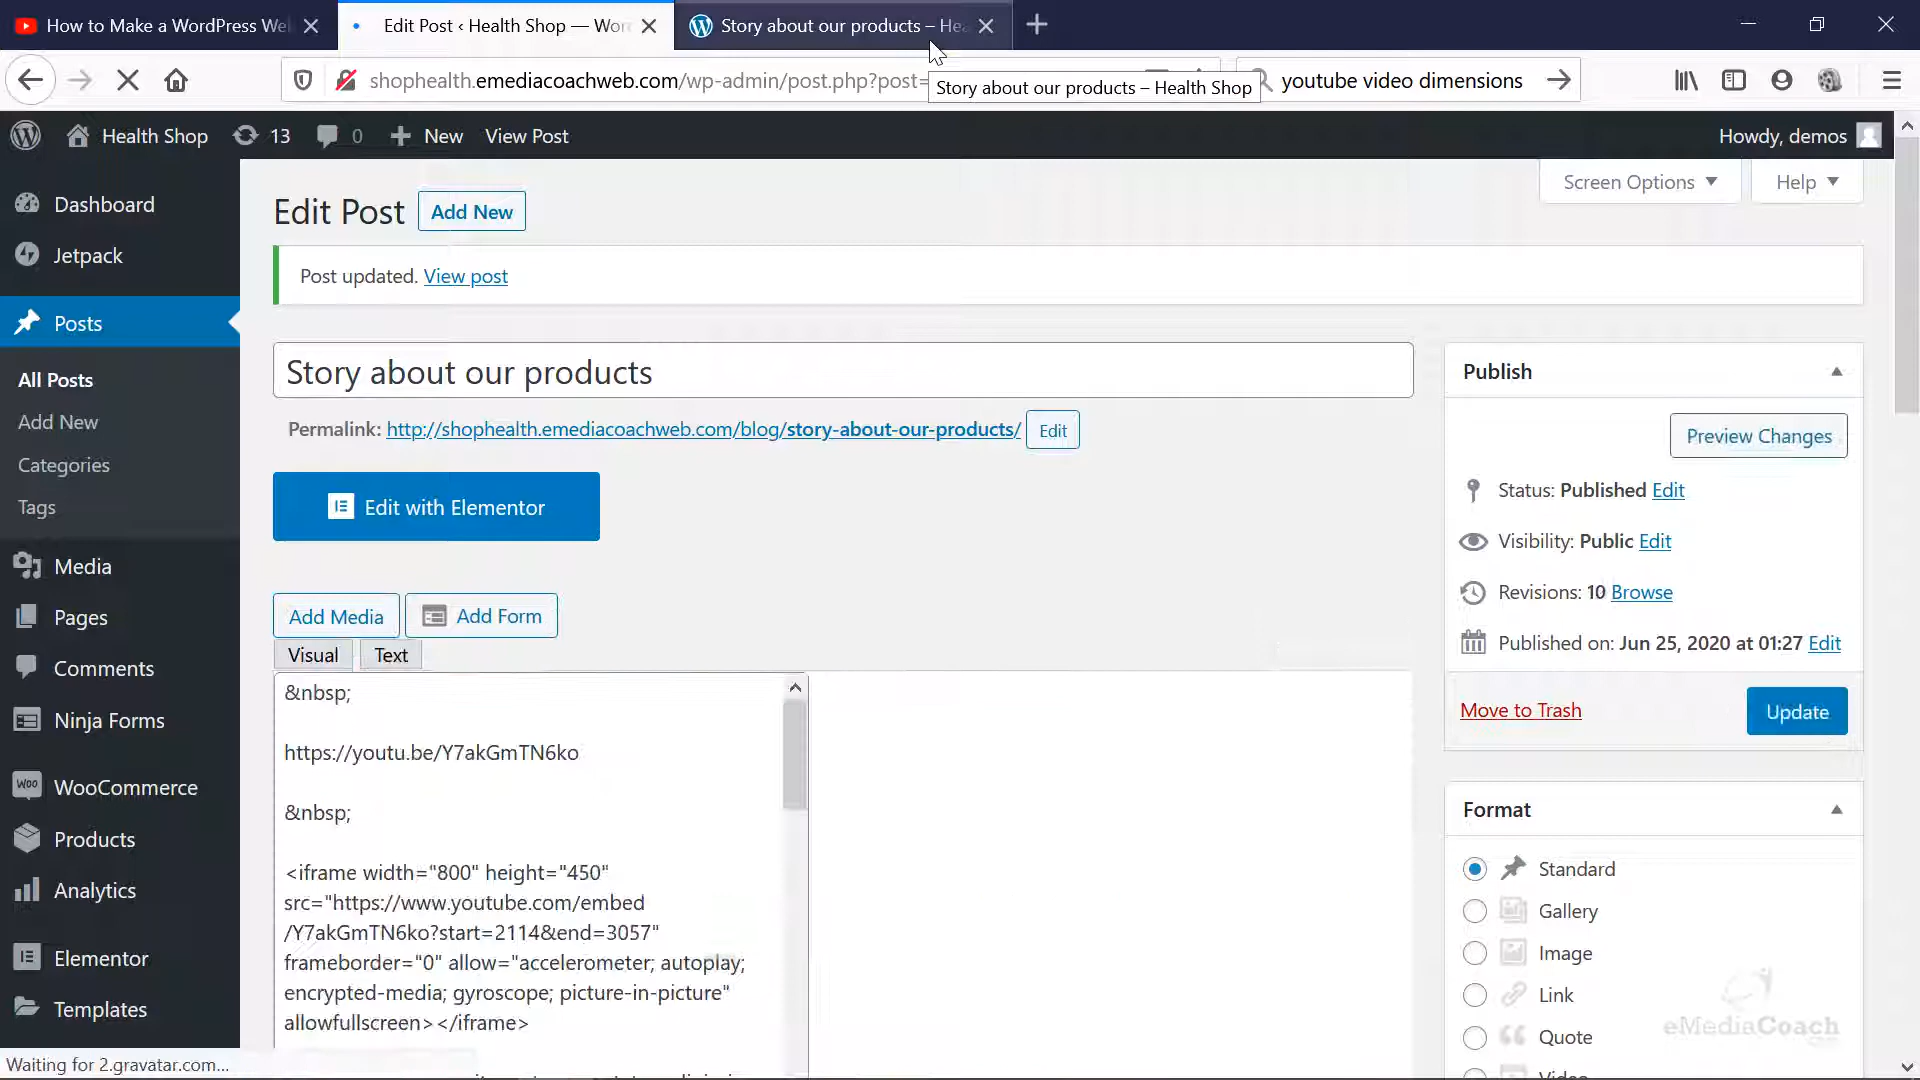 How to Make a WordPress We
Edit Post ‹ Health Shop — Wor
Story about our products – Hea
shophealth.emediacoachweb.com/wp-admin/post.php?post=
youtube video dimensions
Story about our products – Health Shop
Health Shop
13
0
New
View Post
Howdy, demos
Dashboard
Jetpack
Posts
All Posts
Add New
Categories
Tags
Media
Pages
Comments
Ninja Forms
WooCommerce
Products
Analytics
Elementor
Templates
Screen Options
Help
Edit Post
Add New
Post updated. View post
Story about our products
Permalink: http://shophealth.emediacoachweb.com/blog/story-about-our-products/ Edit
Edit with Elementor
Add Media
Add Form
Visual
Text
&nbsp;
https://youtu.be/Y7akGmTN6ko
&nbsp;
<iframe width="800" height="450"
src="https://www.youtube.com/embed
/Y7akGmTN6ko?start=2114&end=3057"
frameborder="0" allow="accelerometer; autoplay;
encrypted-media; gyroscope; picture-in-picture"
allowfullscreen></iframe>
Publish
Preview Changes
Status: Published Edit
Visibility: Public Edit
Revisions: 10 Browse
Published on: Jun 25, 2020 at 01:27 Edit
Move to Trash
Update
Format
Standard
Gallery
Image
Link
Quote
Video
eMediaCoach
Waiting for 2.gravatar.com...